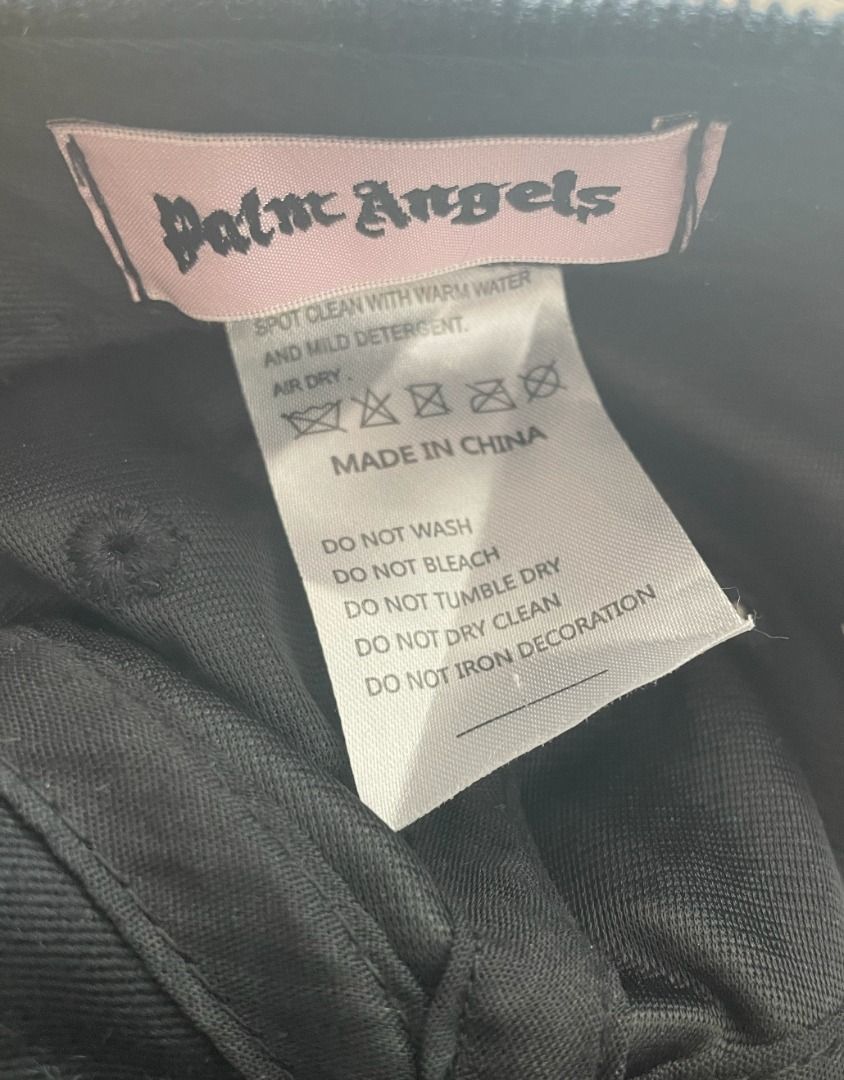 Palm Angels
SPOT CLEAN WITH WARM WATER
AND MILD DETERGENT.
AIR DRY .
MADE IN CHINA
DO NOT WASH
DO NOT BLEACH
DO NOT TUMBLE DRY
DO NOT DRY CLEAN
DO NOT IRON DECORATION